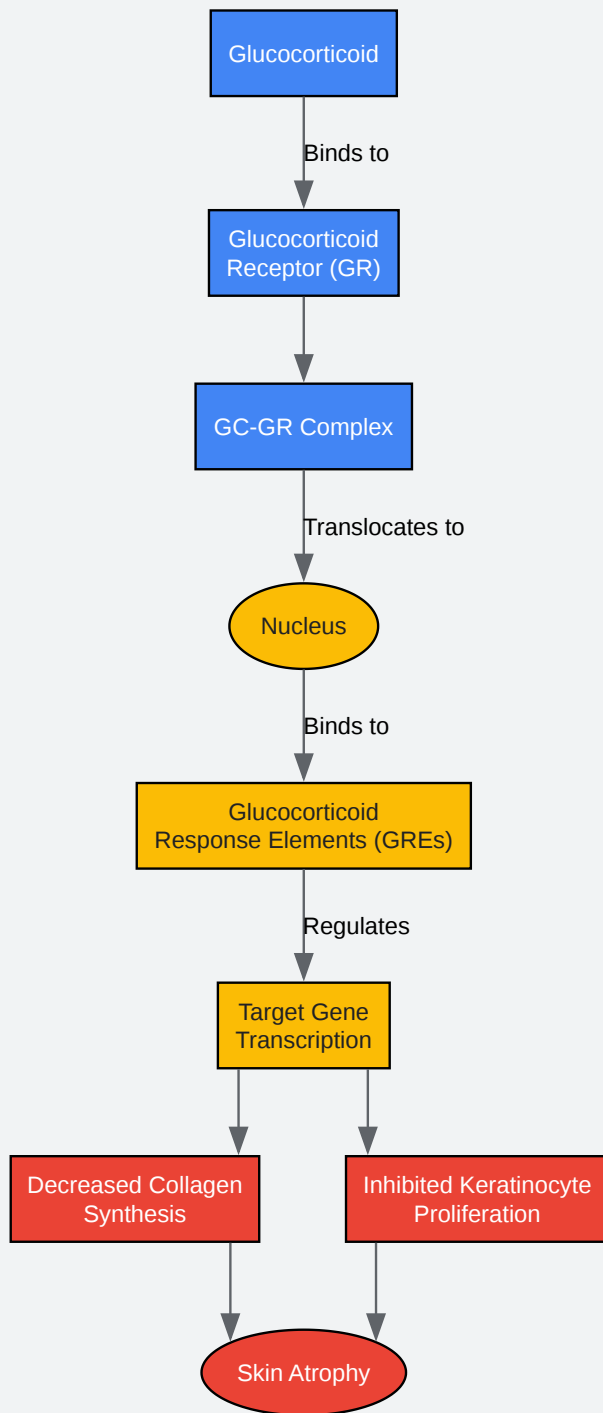 Glucocorticoid
Binds to
Glucocorticoid
Receptor (GR)
GC-GR Complex
Translocates to
Nucleus
Binds to
Glucocorticoid
Response Elements (GREs)
Regulates
Target Gene
Transcription
Decreased Collagen
Synthesis
Inhibited Keratinocyte
Proliferation
Skin Atrophy